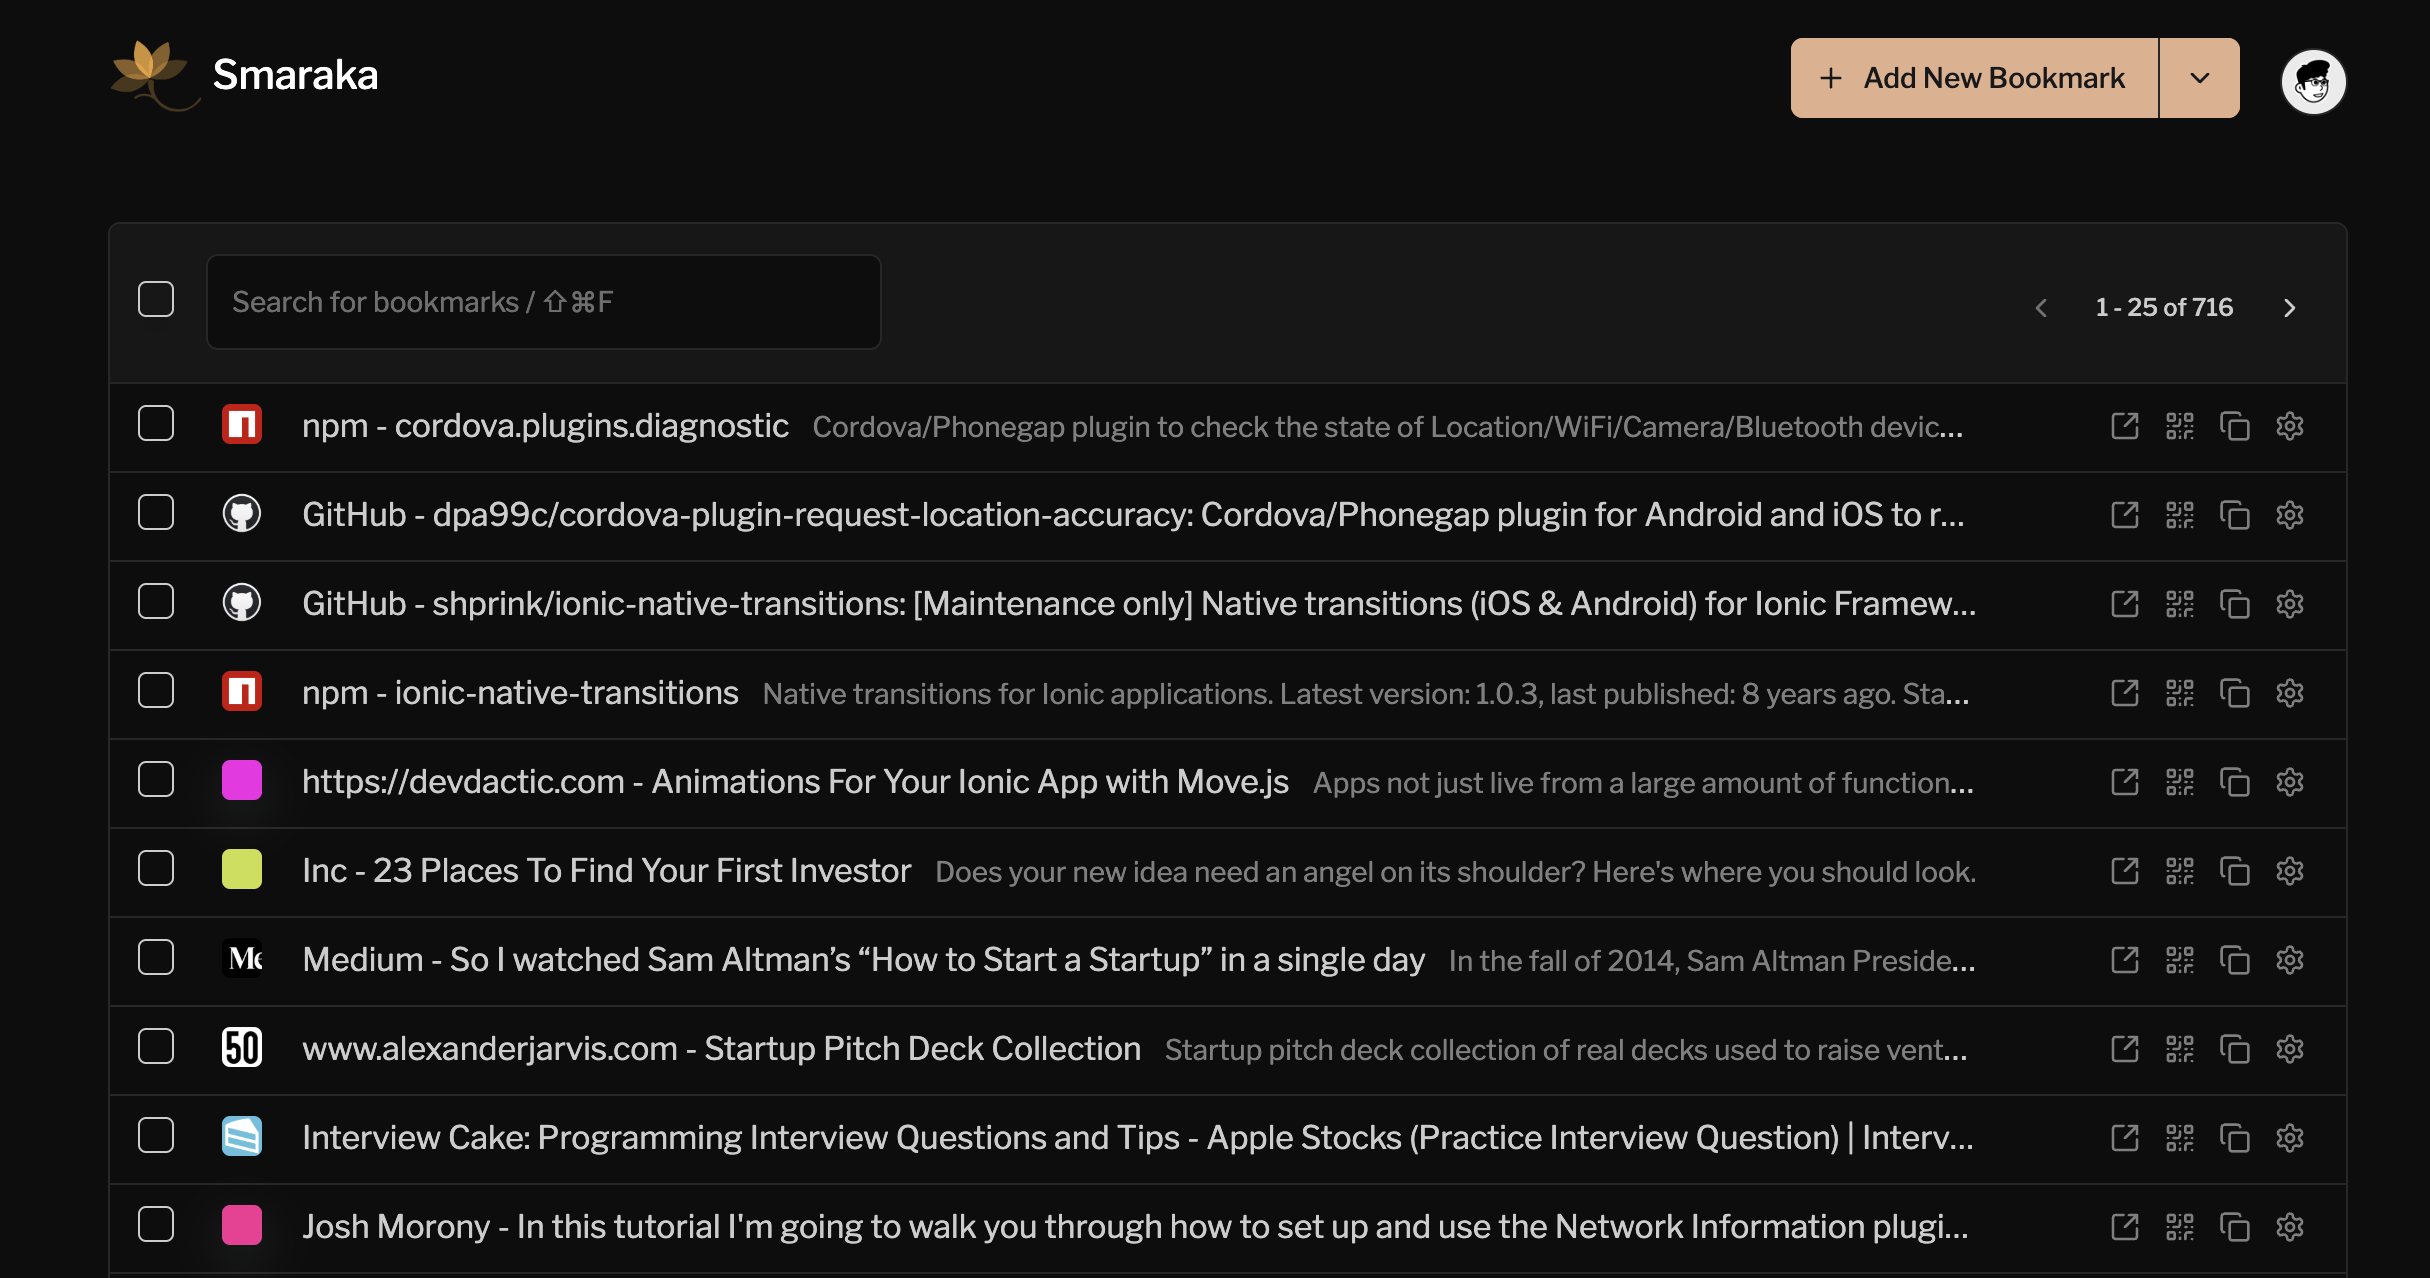 Smaraka
+ Add New Bookmark
Search for bookmarks / ⇧⌘F
1 - 25 of 716
npm - cordova.plugins.diagnostic Cordova/Phonegap plugin to check the state of Location/WiFi/Camera/Bluetooth devic...
GitHub - dpa99c/cordova-plugin-request-location-accuracy: Cordova/Phonegap plugin for Android and iOS to r...
GitHub - shprink/ionic-native-transitions: [Maintenance only] Native transitions (iOS & Android) for Ionic Framew...
npm - ionic-native-transitions Native transitions for Ionic applications. Latest version: 1.0.3, last published: 8 years ago. Sta...
https://devdactic.com - Animations For Your Ionic App with Move.js Apps not just live from a large amount of function...
Inc - 23 Places To Find Your First Investor Does your new idea need an angel on its shoulder? Here's where you should look.
Me Medium - So I watched Sam Altman’s “How to Start a Startup” in a single day In the fall of 2014, Sam Altman Preside...
50 www.alexanderjarvis.com - Startup Pitch Deck Collection Startup pitch deck collection of real decks used to raise vent...
Interview Cake: Programming Interview Questions and Tips - Apple Stocks (Practice Interview Question) | Interv...
Josh Morony - In this tutorial I'm going to walk you through how to set up and use the Network Information plugi...